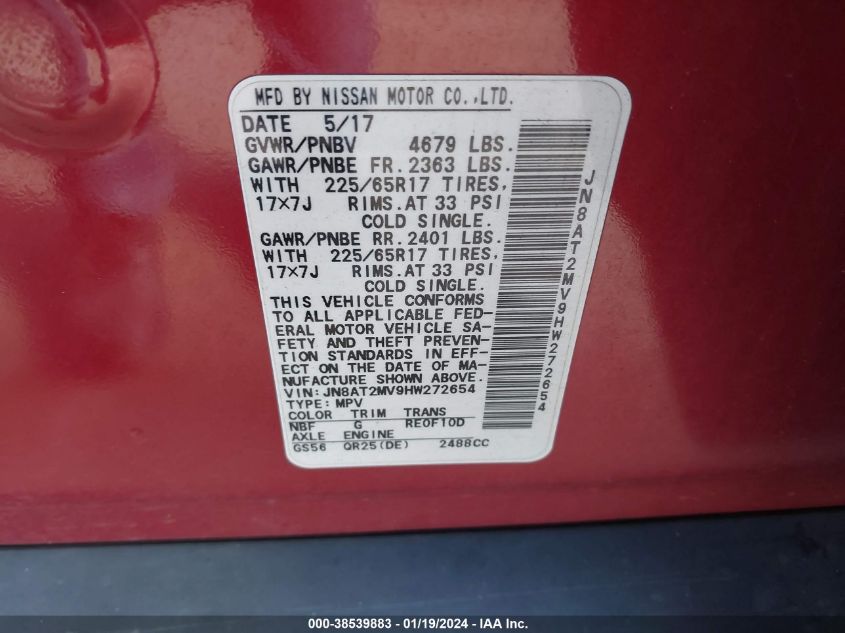 MFD BY NISSAN MOTOR CO.,LTD.
DATE 5/17
GVWR/PNBV 4679 LBS.
GAWR/PNBE FR. 2363 LBS.
WITH 225/65R17 TIRES,
17×7J RIMS.AT 33 PSI
COLD SINGLE.
GAWR/PNBE RR. 2401 LBS.
WITH 225/65R17 TIRES,
17×7J RIMS.AT 33 PSI
COLD SINGLE.
THIS VEHICLE CONFORMS
TO ALL APPLICABLE FED-
ERAL MOTOR VEHICLE SA-
FETY AND THEFT PREVEN-
TION STANDARDS IN EFF-
ECT ON THE DATE OF MA-
NUFACTURE SHOWN ABOVE.
VIN: JN8AT2MV9HW272654
TYPE: MPV
COLOR TRIM TRANS
NBF G RE0F10D
AXLE ENGINE
GS56 QR25(DE) 2488CC
JN8AT2MV9HW272654
000-38539883 - 01/19/2024 - IAA Inc.